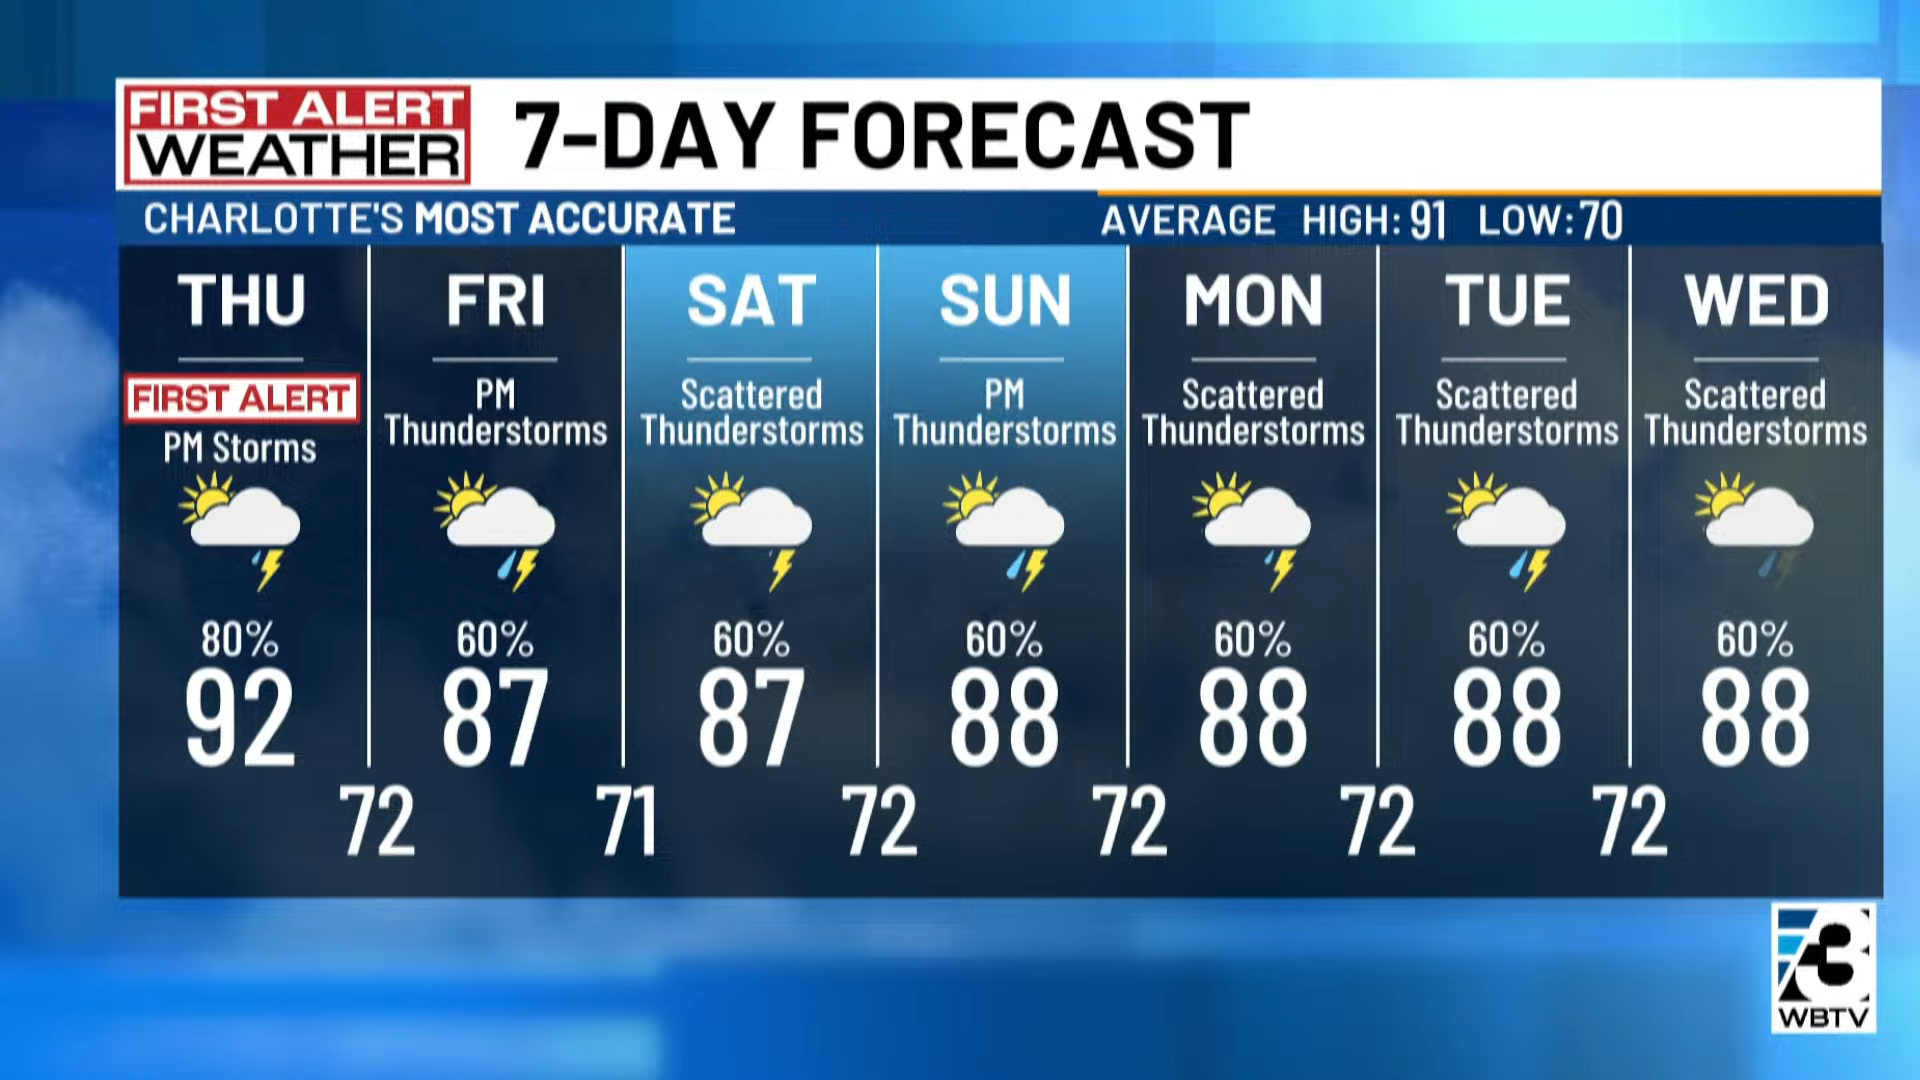 FIRST ALERT
WEATHER
7-DAY FORECAST
CHARLOTTE'S MOST ACCURATE
AVERAGE HIGH: 91 LOW: 70
THU
FIRST ALERT
PM Storms
80%
92
FRI
PM
Thunderstorms
60%
87
SAT
Scattered
Thunderstorms
60%
87
SUN
PM
Thunderstorms
60%
88
MON
Scattered
Thunderstorms
60%
88
TUE
Scattered
Thunderstorms
60%
88
WED
Scattered
Thunderstorms
60%
88
72 71 72 72 72 72
3
WBTV